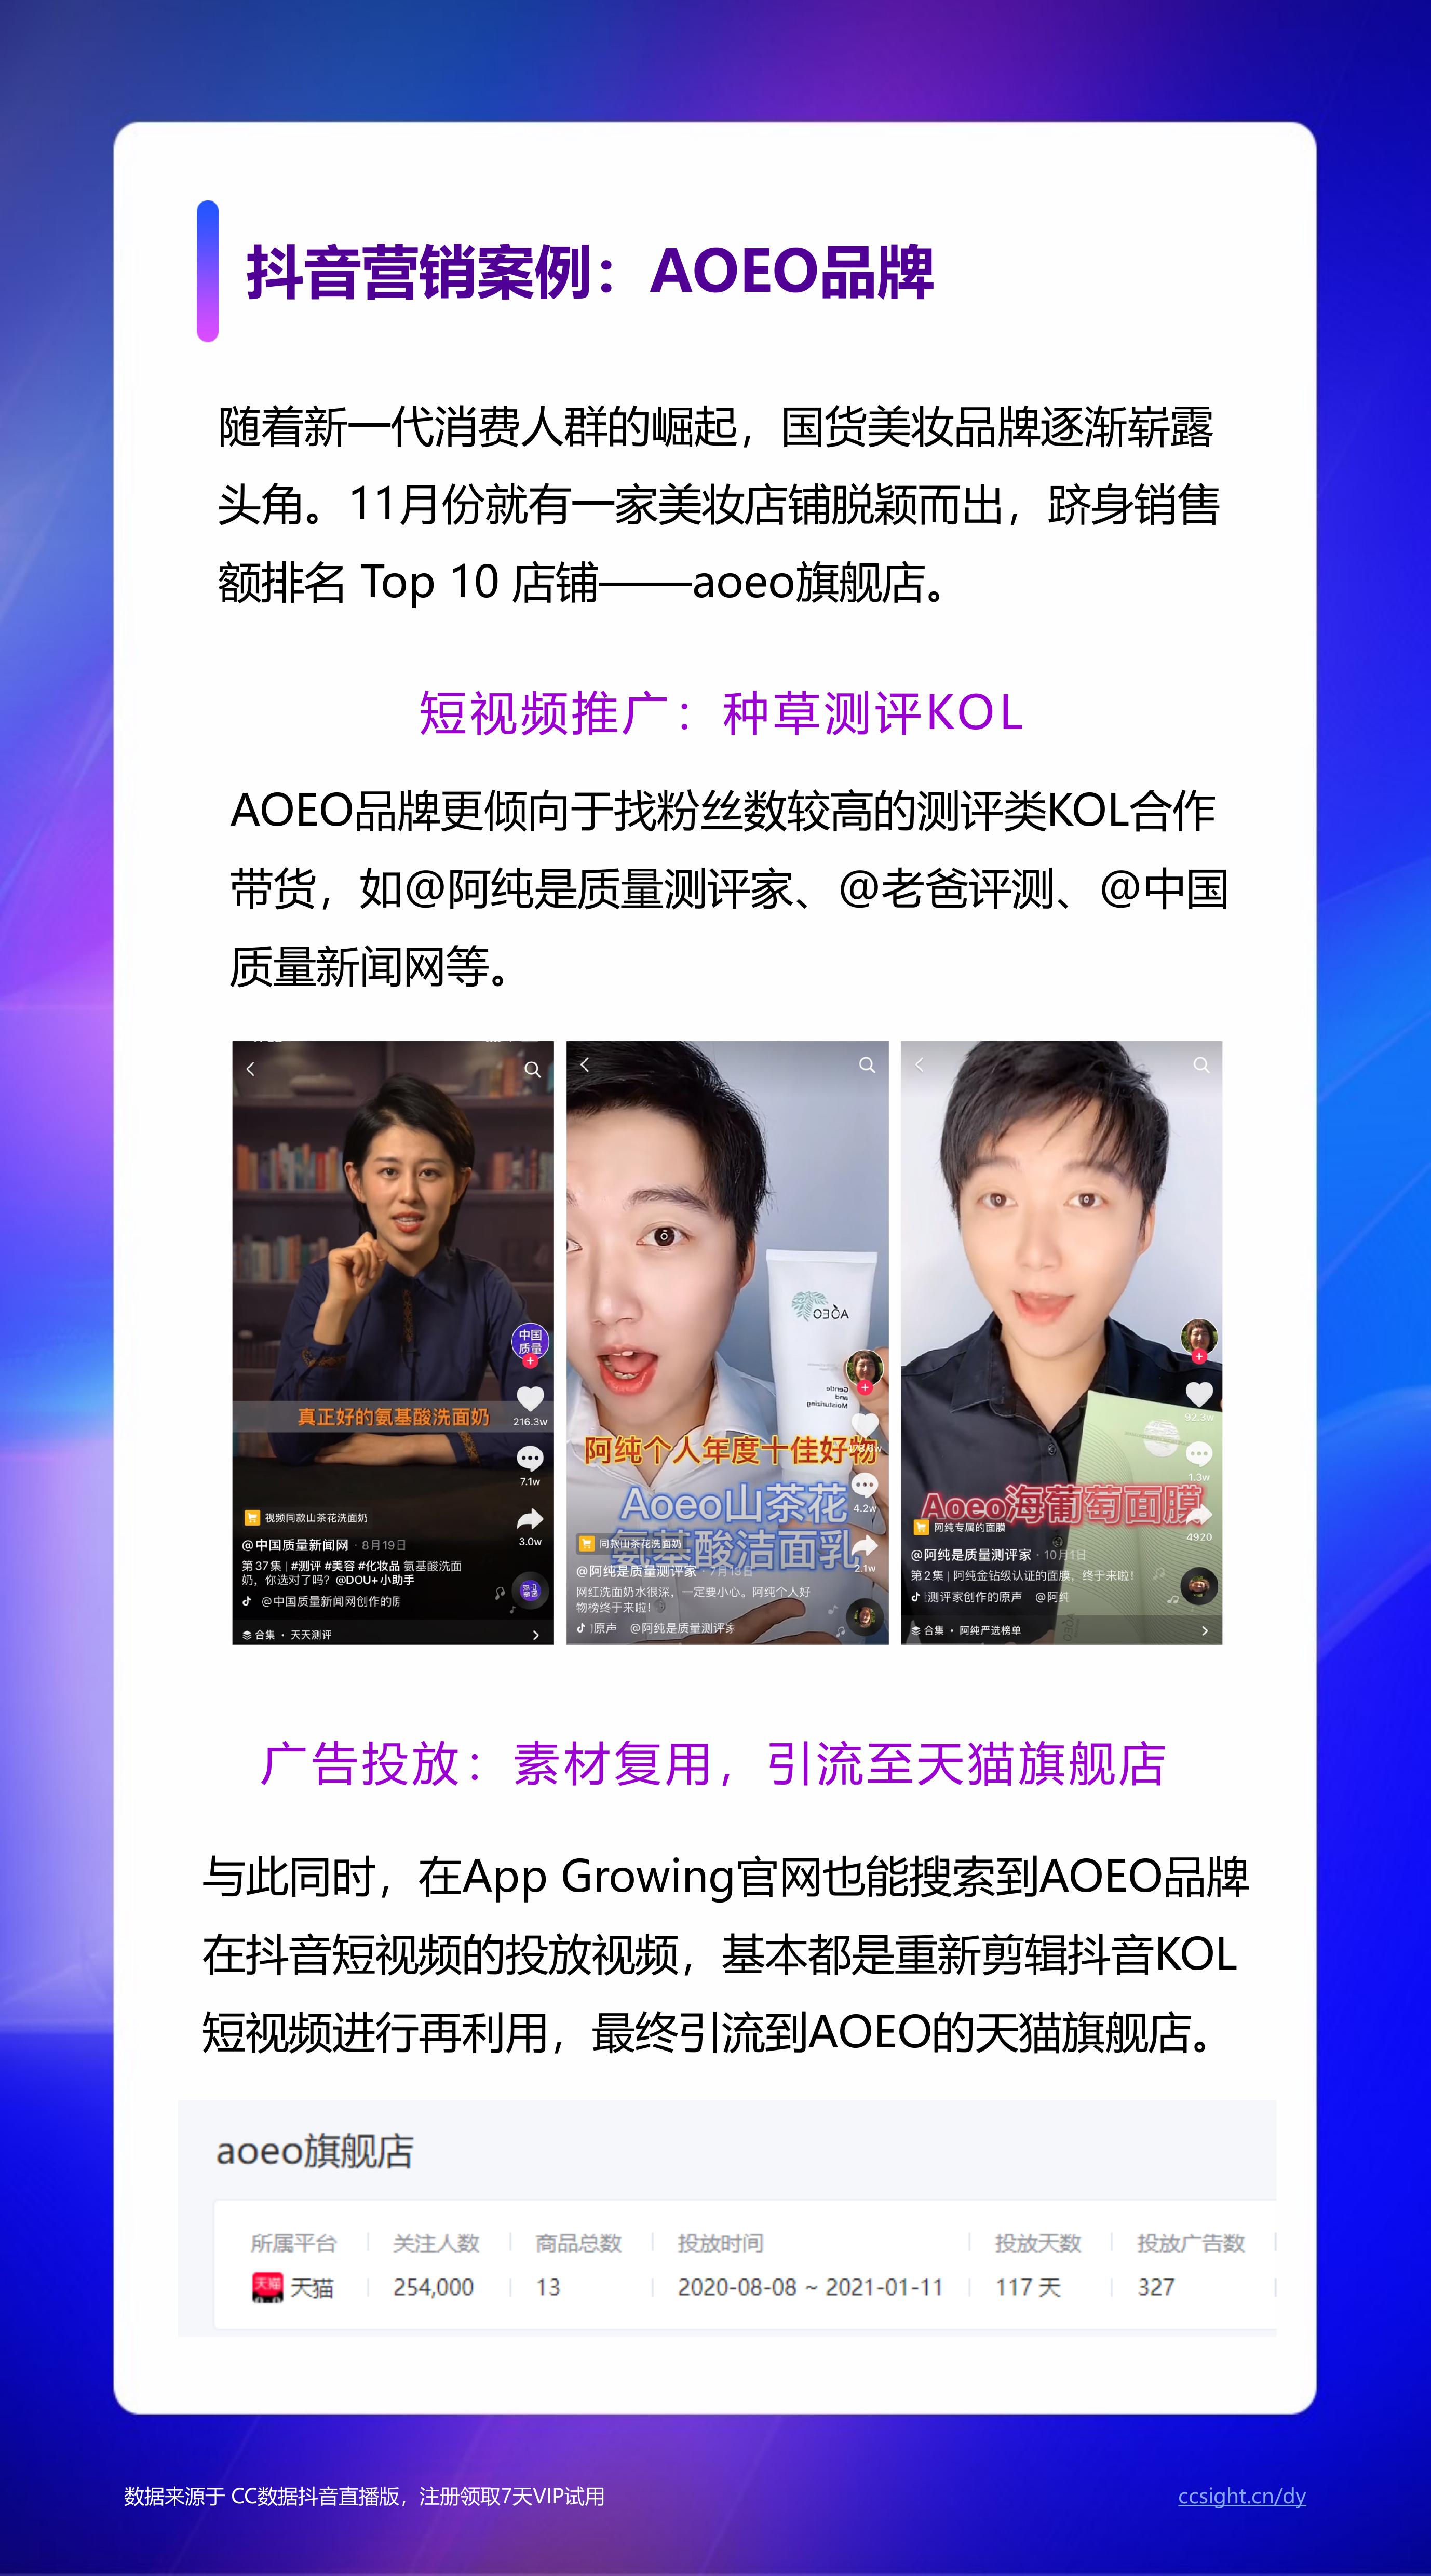 抖音营销案例：AOEO品牌
随着新一代消费人群的崛起，国货美妆品牌逐渐崭露
头角。11月份就有一家美妆店铺脱颖而出，跻身销售
额排名 Top 10 店铺——aoeo旗舰店。
短视频推广：种草测评KOL
AOEO品牌更倾向于找粉丝数较高的测评类KOL合作
带货，如@阿纯是质量测评家、@老爸评测、@中国
质量新闻网等。
中国
质量
真正好的氨基酸洗面奶
216.3w
7.1w
3.0w
视频同款山茶花洗面奶
@中国质量新闻网 · 8月19日
第37集 | #测评 #美容 #化妆品 氨基酸洗面
奶，你选对了吗？@DOU+小助手
@中国质量新闻网创作的原
合集 · 天天测评
AOEO
Gentle
and
Moisturizing
阿纯个人年度十佳好物
Aoeo山茶花
氨基酸洁面乳
4.2w
2.1w
同款山茶花洗面奶
@阿纯是质量测评家 · 7月13日
网红洗面奶水很深，一定要小心。阿纯个人好
物榜终于来啦！
原声 @阿纯是质量测评家
92.3w
1.3w
4920
Aoeo海葡萄面膜
阿纯专属的面膜
@阿纯是质量测评家 · 10月1日
第2集 | 阿纯金钻级认证的面膜，终于来啦！
测评家创作的原声 @阿纯
合集 · 阿纯严选榜单
广告投放：素材复用，引流至天猫旗舰店
与此同时，在App Growing官网也能搜索到AOEO品牌
在抖音短视频的投放视频，基本都是重新剪辑抖音KOL
短视频进行再利用，最终引流到AOEO的天猫旗舰店。
aoeo旗舰店
所属平台 关注人数 商品总数 投放时间 投放天数 投放广告数
天猫 天猫 254,000 13 2020-08-08 ~ 2021-01-11 117 天 327
数据来源于 CC数据抖音直播版，注册领取7天VIP试用
ccsight.cn/dy